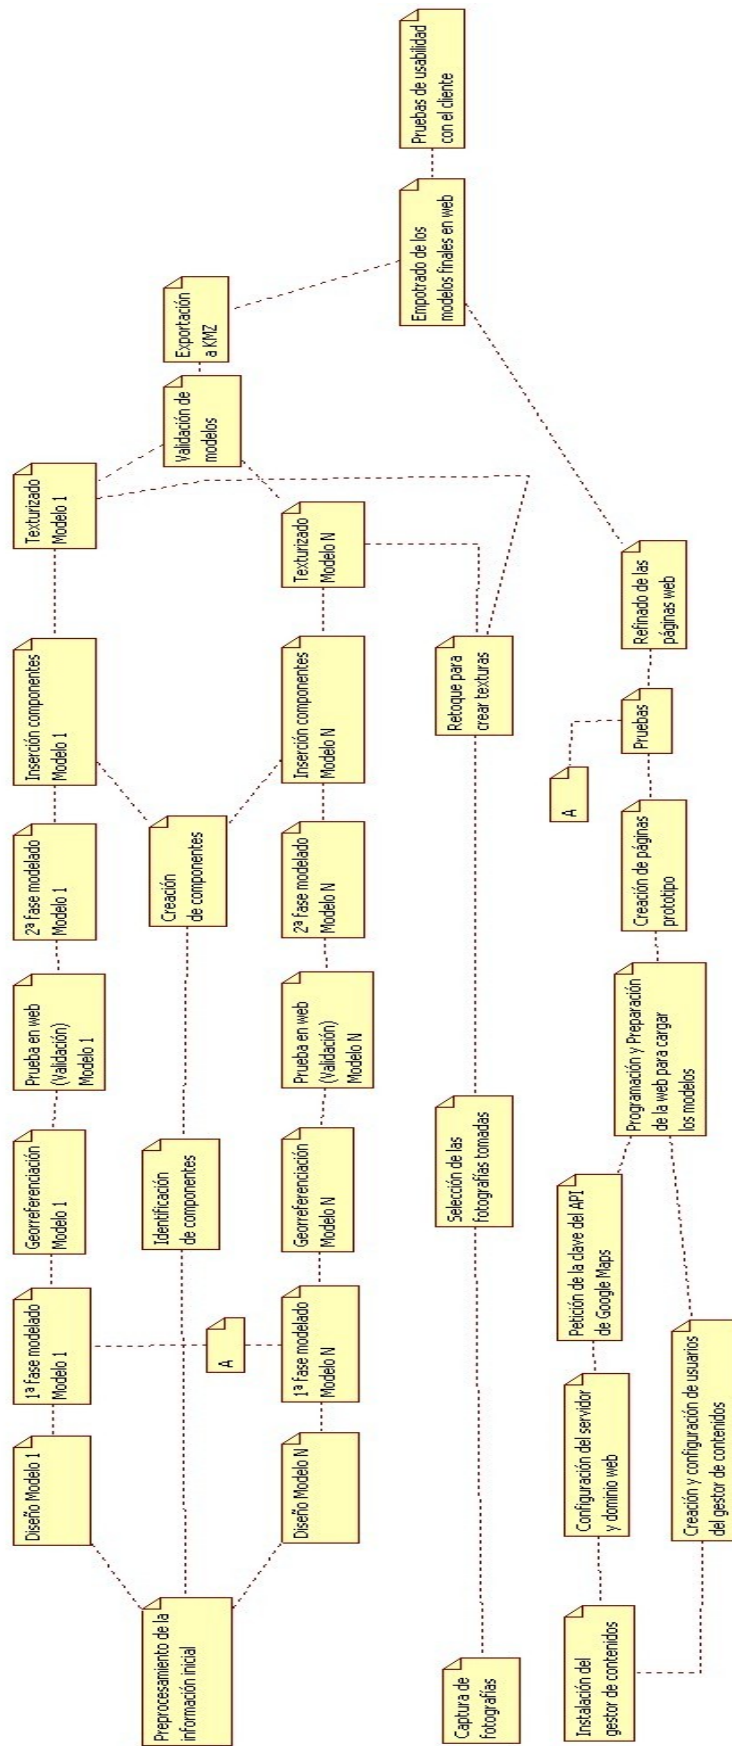 Preprocesamiento de la
información inicial
Diseño Modelo 1
1ª Fase modelado
Modelo 1
Georreferenciación
Modelo 1
Prueba en web
(Validación)
Modelo 1
2ª Fase modelado
Modelo 1
Inserción componentes
Modelo 1
Texturizado
Modelo 1
Identificación
de componentes
Creación
de componentes
Validación de
modelos
Exportación
a KMZ
A
Diseño Modelo N
1ª Fase modelado
Modelo N
Georreferenciación
Modelo N
Prueba en web
(Validación)
Modelo N
2ª Fase modelado
Modelo N
Inserción componentes
Modelo N
Texturizado
Modelo N
Empotrado de los
modelos finales en web
Pruebas de usabilidad
con el cliente
Captura de
fotografías
Selección de las
fotografías tomadas
Retoque para
crear texturas
Instalación del
gestor de contenidos
Configuración del servidor
y dominio web
Petición de la clave del API
de Google Maps
Creación y configuración de usuarios
del gestor de contenidos
Programación y Preparación
de la web para cargar
los modelos
Creación de páginas
prototipo
A
Pruebas
Refinado de las
páginas web